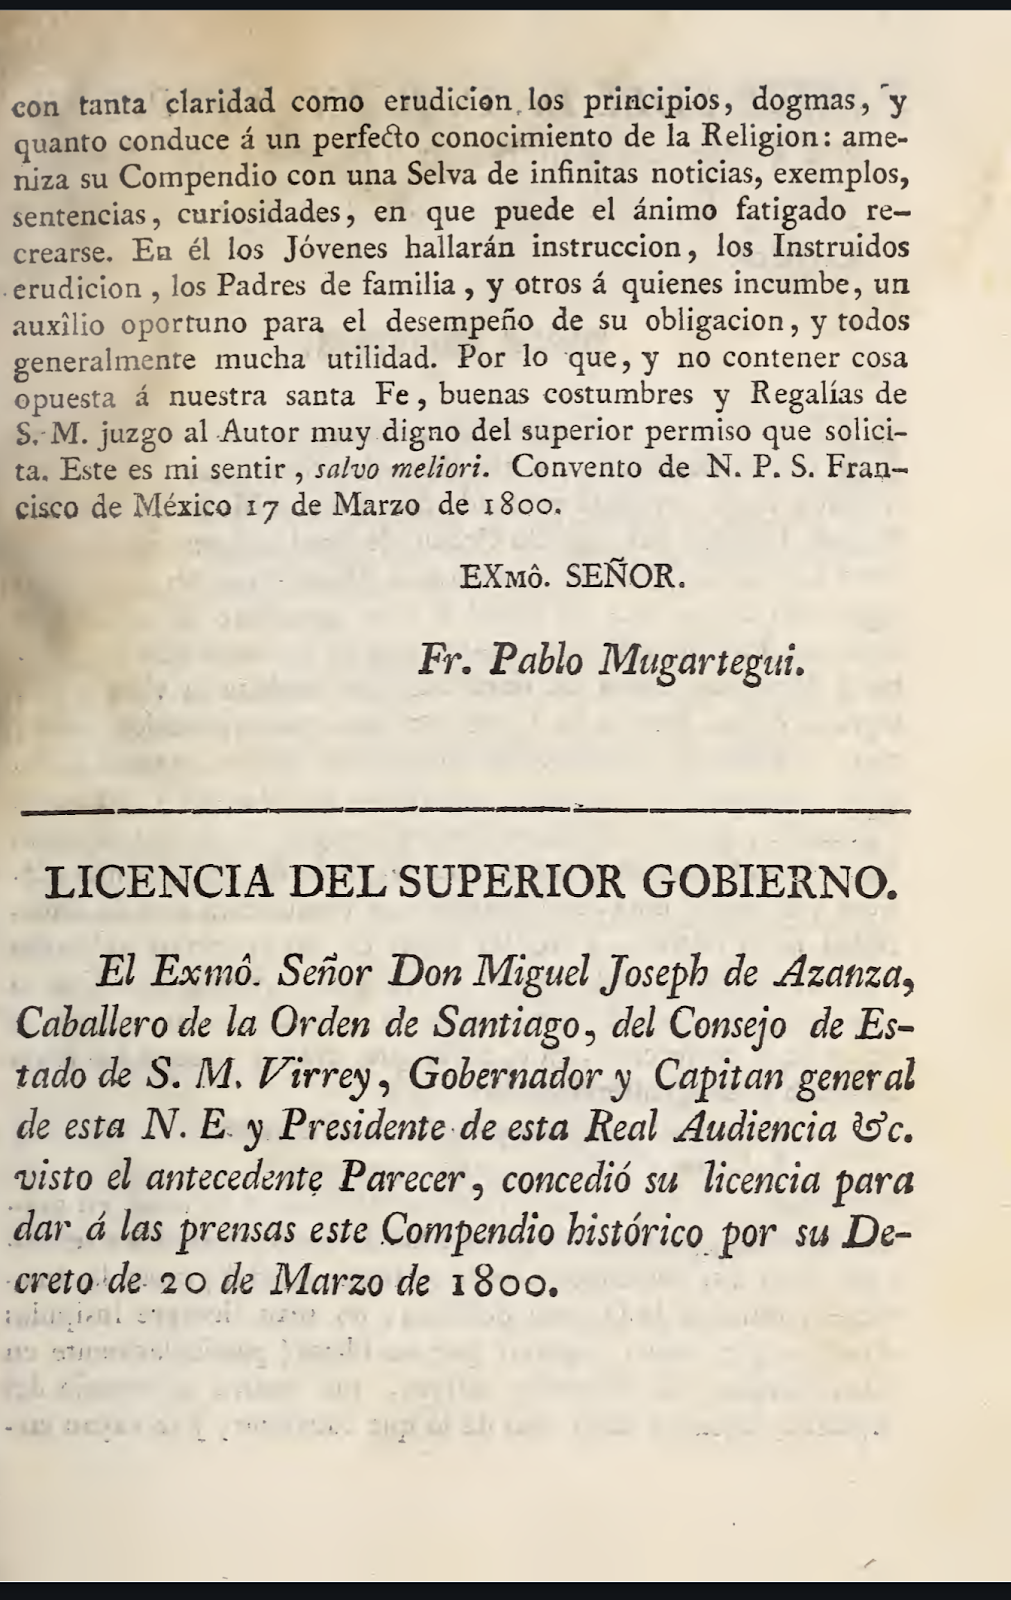 con tanta claridad como erudicion los principios, dogmas, y
quanto conduce á un perfecto conocimiento de la Religion: ame-
niza su Compendio con una Selva de infinitas noticias, exemplos,
sentencias, curiosidades, en que puede el ánimo fatigado re-
crearse. En él los Jóvenes hallarán instruccion, los Instruidos
erudicion, los Padres de familia, y otros á quienes incumbe, un
auxîlio oportuno para el desempeño de su obligacion, y todos
generalmente mucha utilidad. Por lo que, y no contener cosa
opuesta á nuestra santa Fe, buenas costumbres y Regalías de
S. M. juzgo al Autor muy digno del superior permiso que solici-
ta. Este es mi sentir, salvo meliori. Convento de N. P. S. Fran-
cisco de México 17 de Marzo de 1800.
EXmô. SEÑOR.
Fr. Pablo Mugartegui.
LICENCIA DEL SUPERIOR GOBIERNO.
El Exmô. Señor Don Miguel Joseph de Azanza,
Caballero de la Orden de Santiago, del Consejo de Es-
tado de S. M. Virrey, Gobernador y Capitan general
de esta N. E. y Presidente de esta Real Audiencia &c.
visto el antecedente Parecer, concedió su licencia para
dar á las prensas este Compendio histórico por su De-
creto de 20 de Marzo de 1800.